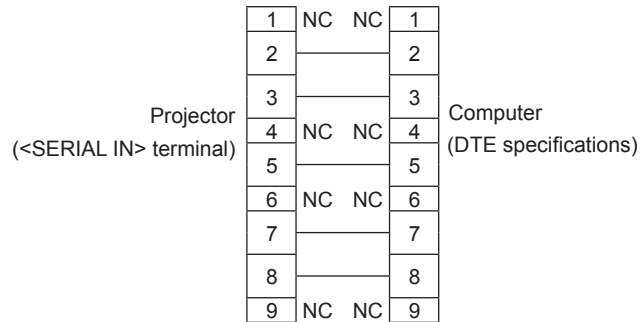 1 NC NC 1
2 2
3 3
Projector
(<SERIAL IN> terminal)
Computer
(DTE specifications)
4 NC NC 4
5 5
6 NC NC 6
7 7
8 8
9 NC NC 9